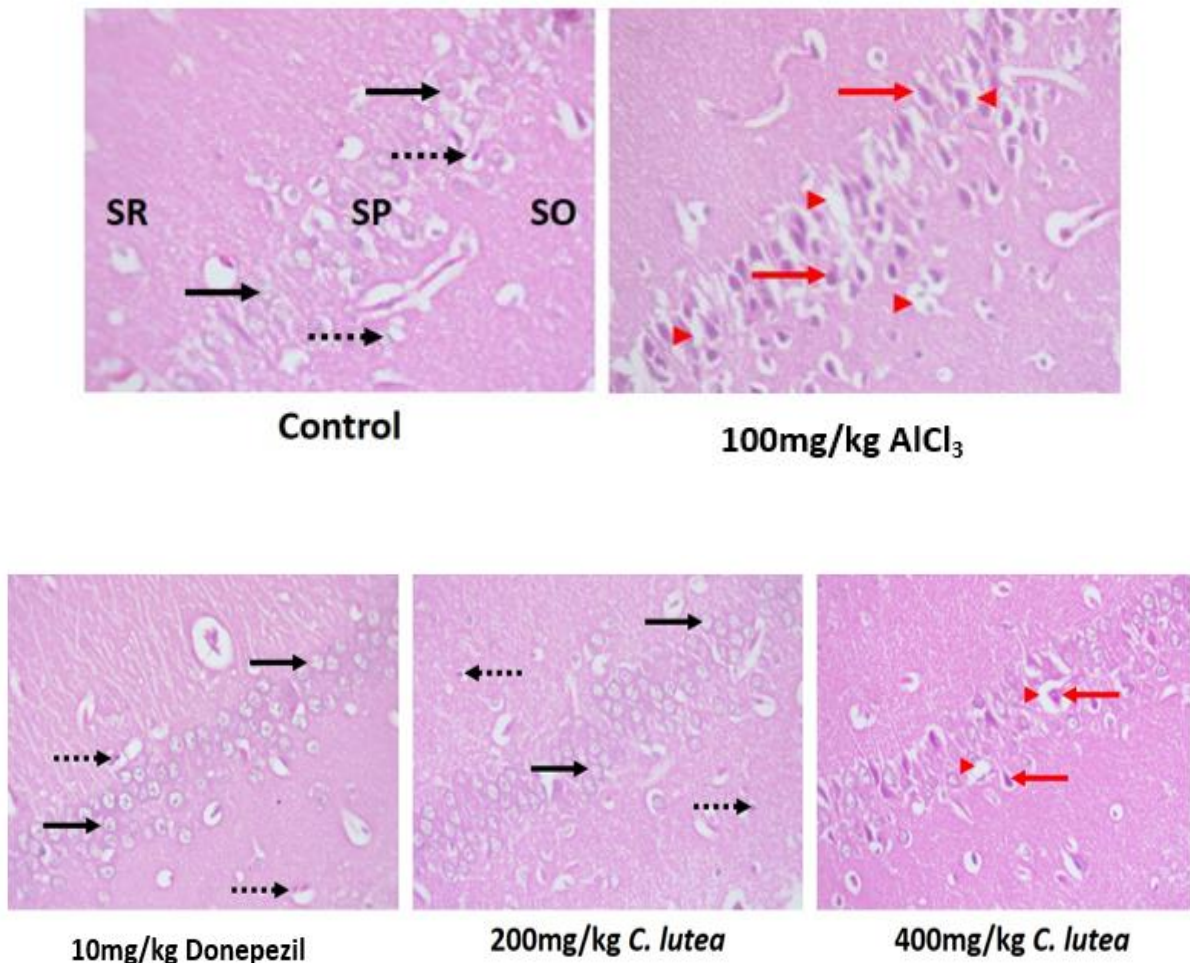 SR SP SO
Control
100mg/kg AlCl₃
10mg/kg Donepezil
200mg/kg C. lutea
400mg/kg C. lutea